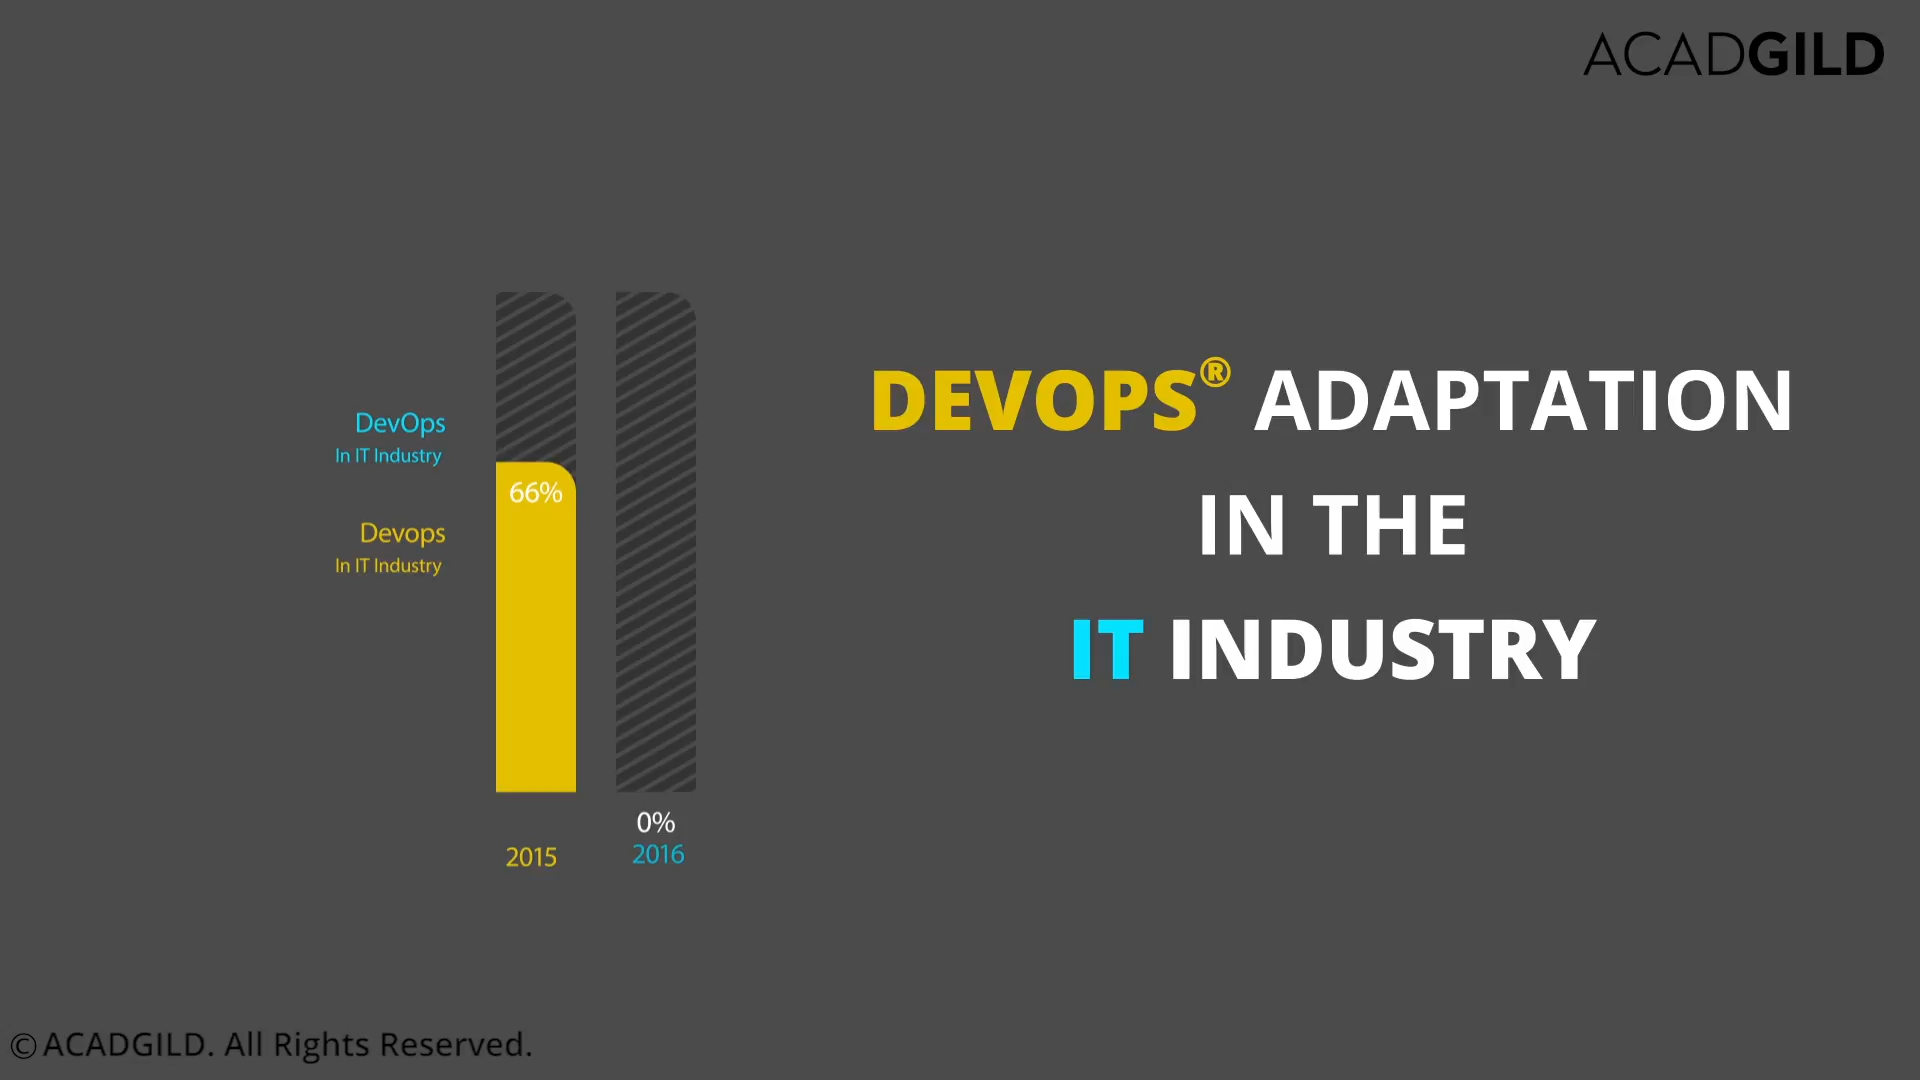 ACADGILD
DevOps
In IT Industry
Devops
In IT Industry
66%
0%
2015
2016
DEVOPS® ADAPTATION
IN THE
IT INDUSTRY
© ACADGILD. All Rights Reserved.